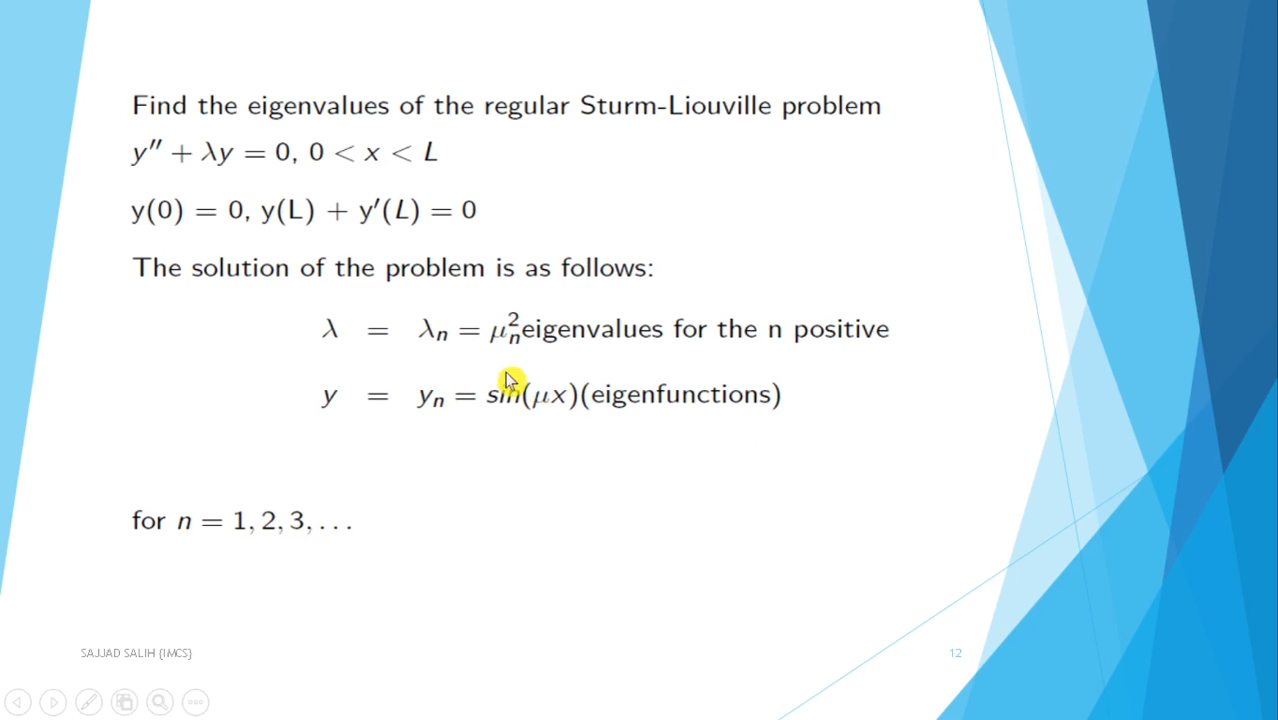 Find the eigenvalues of the regular Sturm-Liouville problem
y′′ + λy = 0, 0 < x < L
y(0) = 0, y(L) + y′(L) = 0
The solution of the problem is as follows:
λ = λₙ = μₙ² eigenvalues for the n positive
y = yₙ = sin(μx)(eigenfunctions)
for n = 1, 2, 3, . . .
SAJJAD SALIH {IMCS}
12